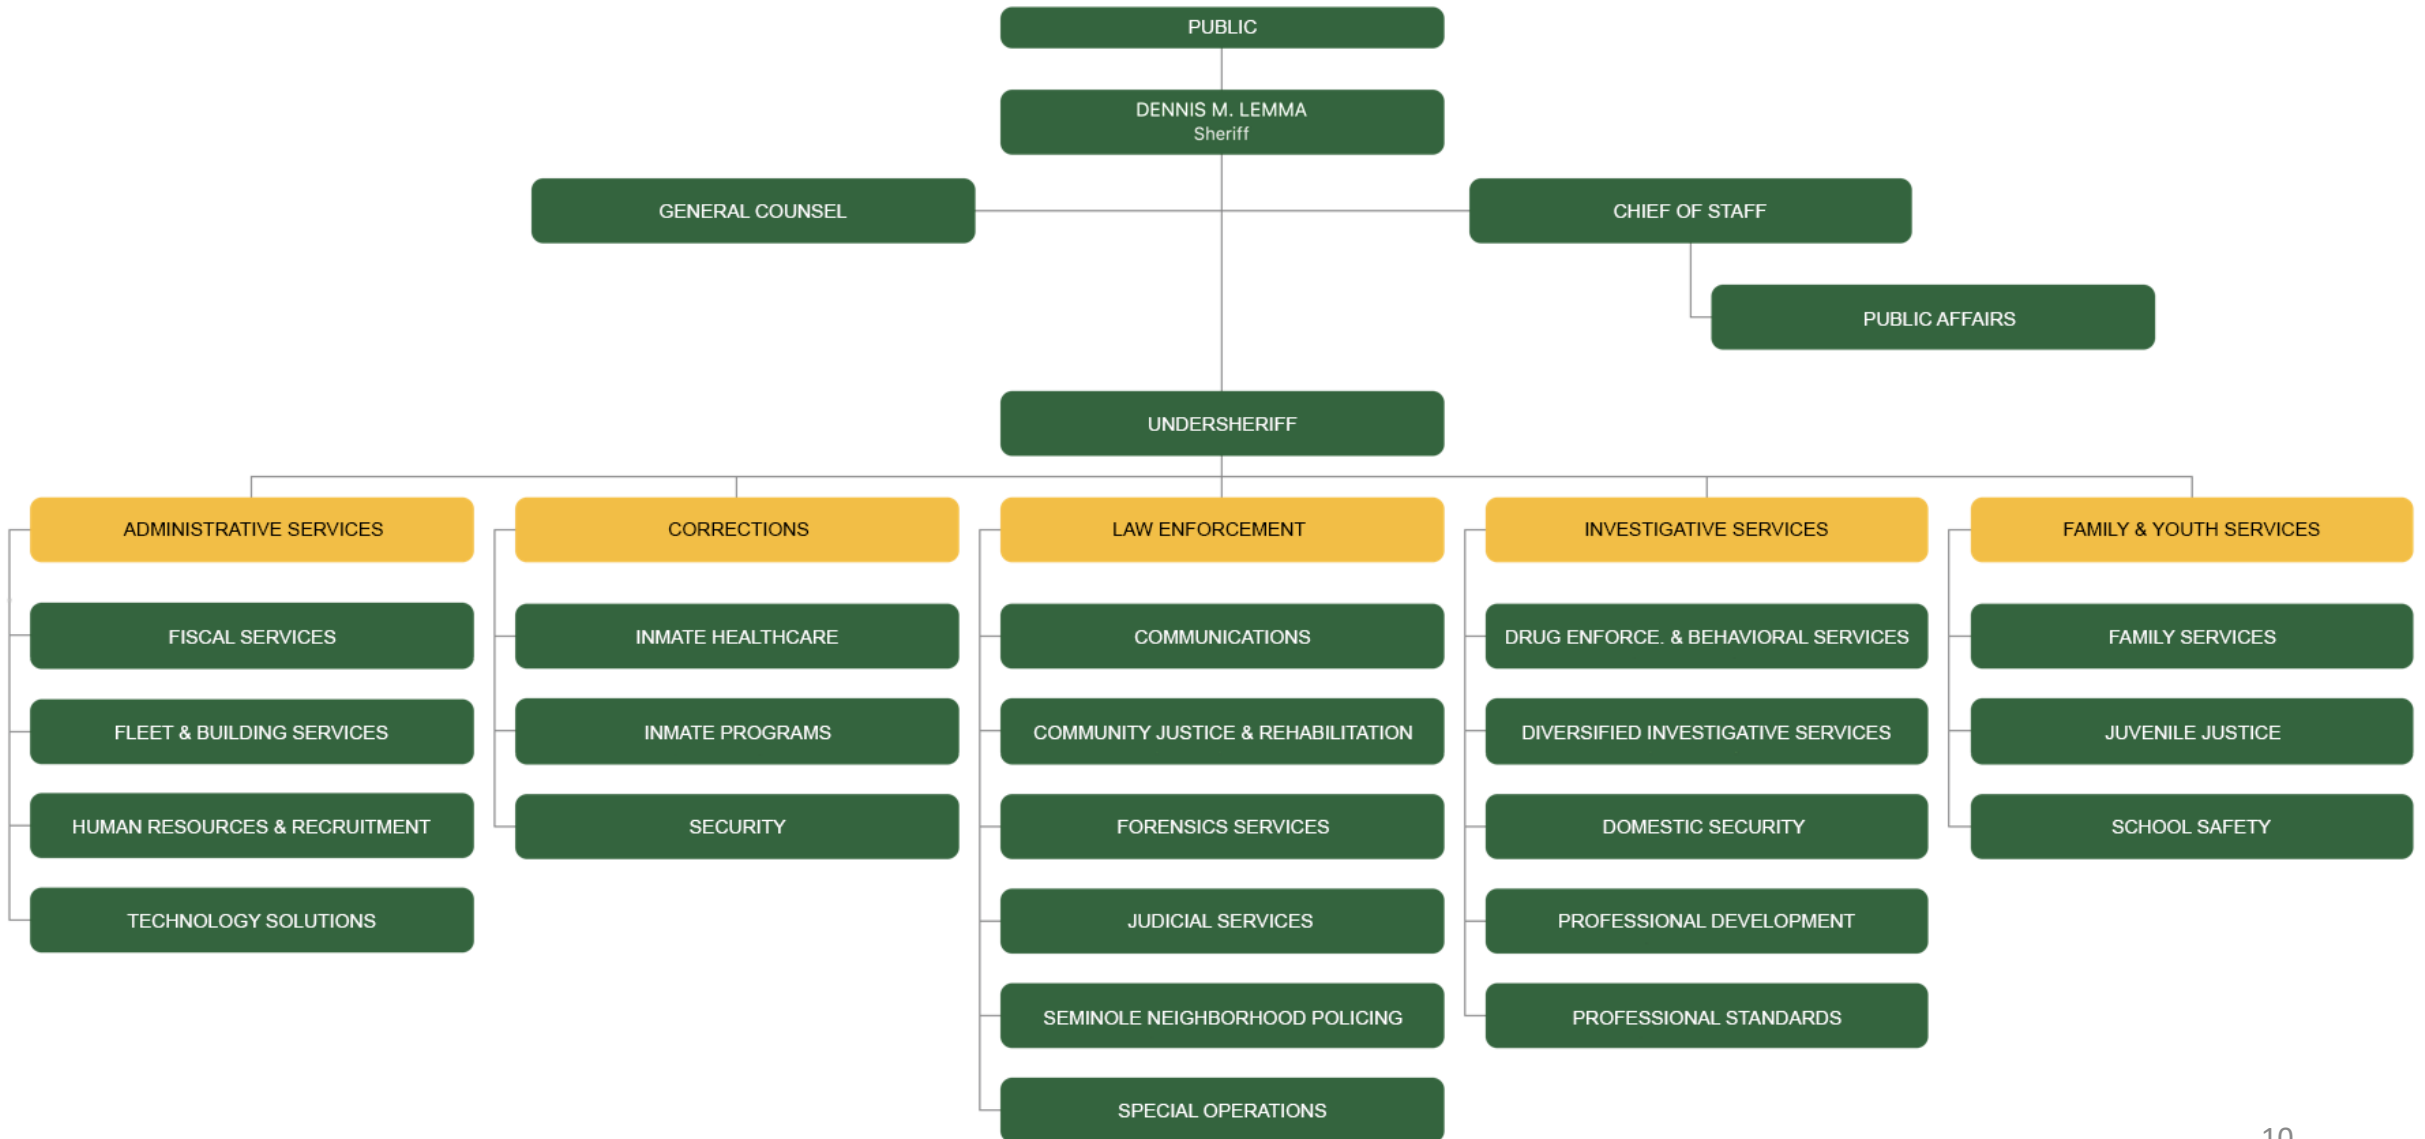 PUBLIC
DENNIS M. LEMMA
Sheriff
GENERAL COUNSEL
CHIEF OF STAFF
PUBLIC AFFAIRS
UNDERSHERIFF
ADMINISTRATIVE SERVICES
FISCAL SERVICES
FLEET & BUILDING SERVICES
HUMAN RESOURCES & RECRUITMENT
TECHNOLOGY SOLUTIONS
CORRECTIONS
INMATE HEALTHCARE
INMATE PROGRAMS
SECURITY
LAW ENFORCEMENT
COMMUNICATIONS
COMMUNITY JUSTICE & REHABILITATION
FORENSICS SERVICES
JUDICIAL SERVICES
SEMINOLE NEIGHBORHOOD POLICING
SPECIAL OPERATIONS
INVESTIGATIVE SERVICES
DRUG ENFORCE. & BEHAVIORAL SERVICES
DIVERSIFIED INVESTIGATIVE SERVICES
DOMESTIC SECURITY
PROFESSIONAL DEVELOPMENT
PROFESSIONAL STANDARDS
FAMILY & YOUTH SERVICES
FAMILY SERVICES
JUVENILE JUSTICE
SCHOOL SAFETY
10